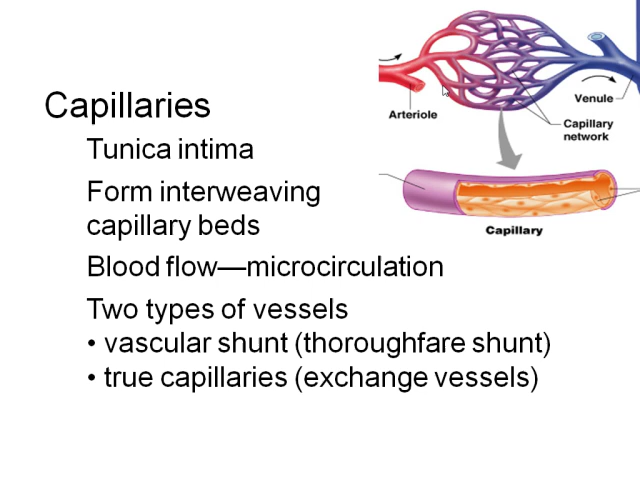 Capillaries
Tunica intima
Form interweaving
capillary beds
Blood flow—microcirculation
Two types of vessels
• vascular shunt (thoroughfare shunt)
• true capillaries (exchange vessels)
Arteriole
Venule
Capillary
network
Capillary